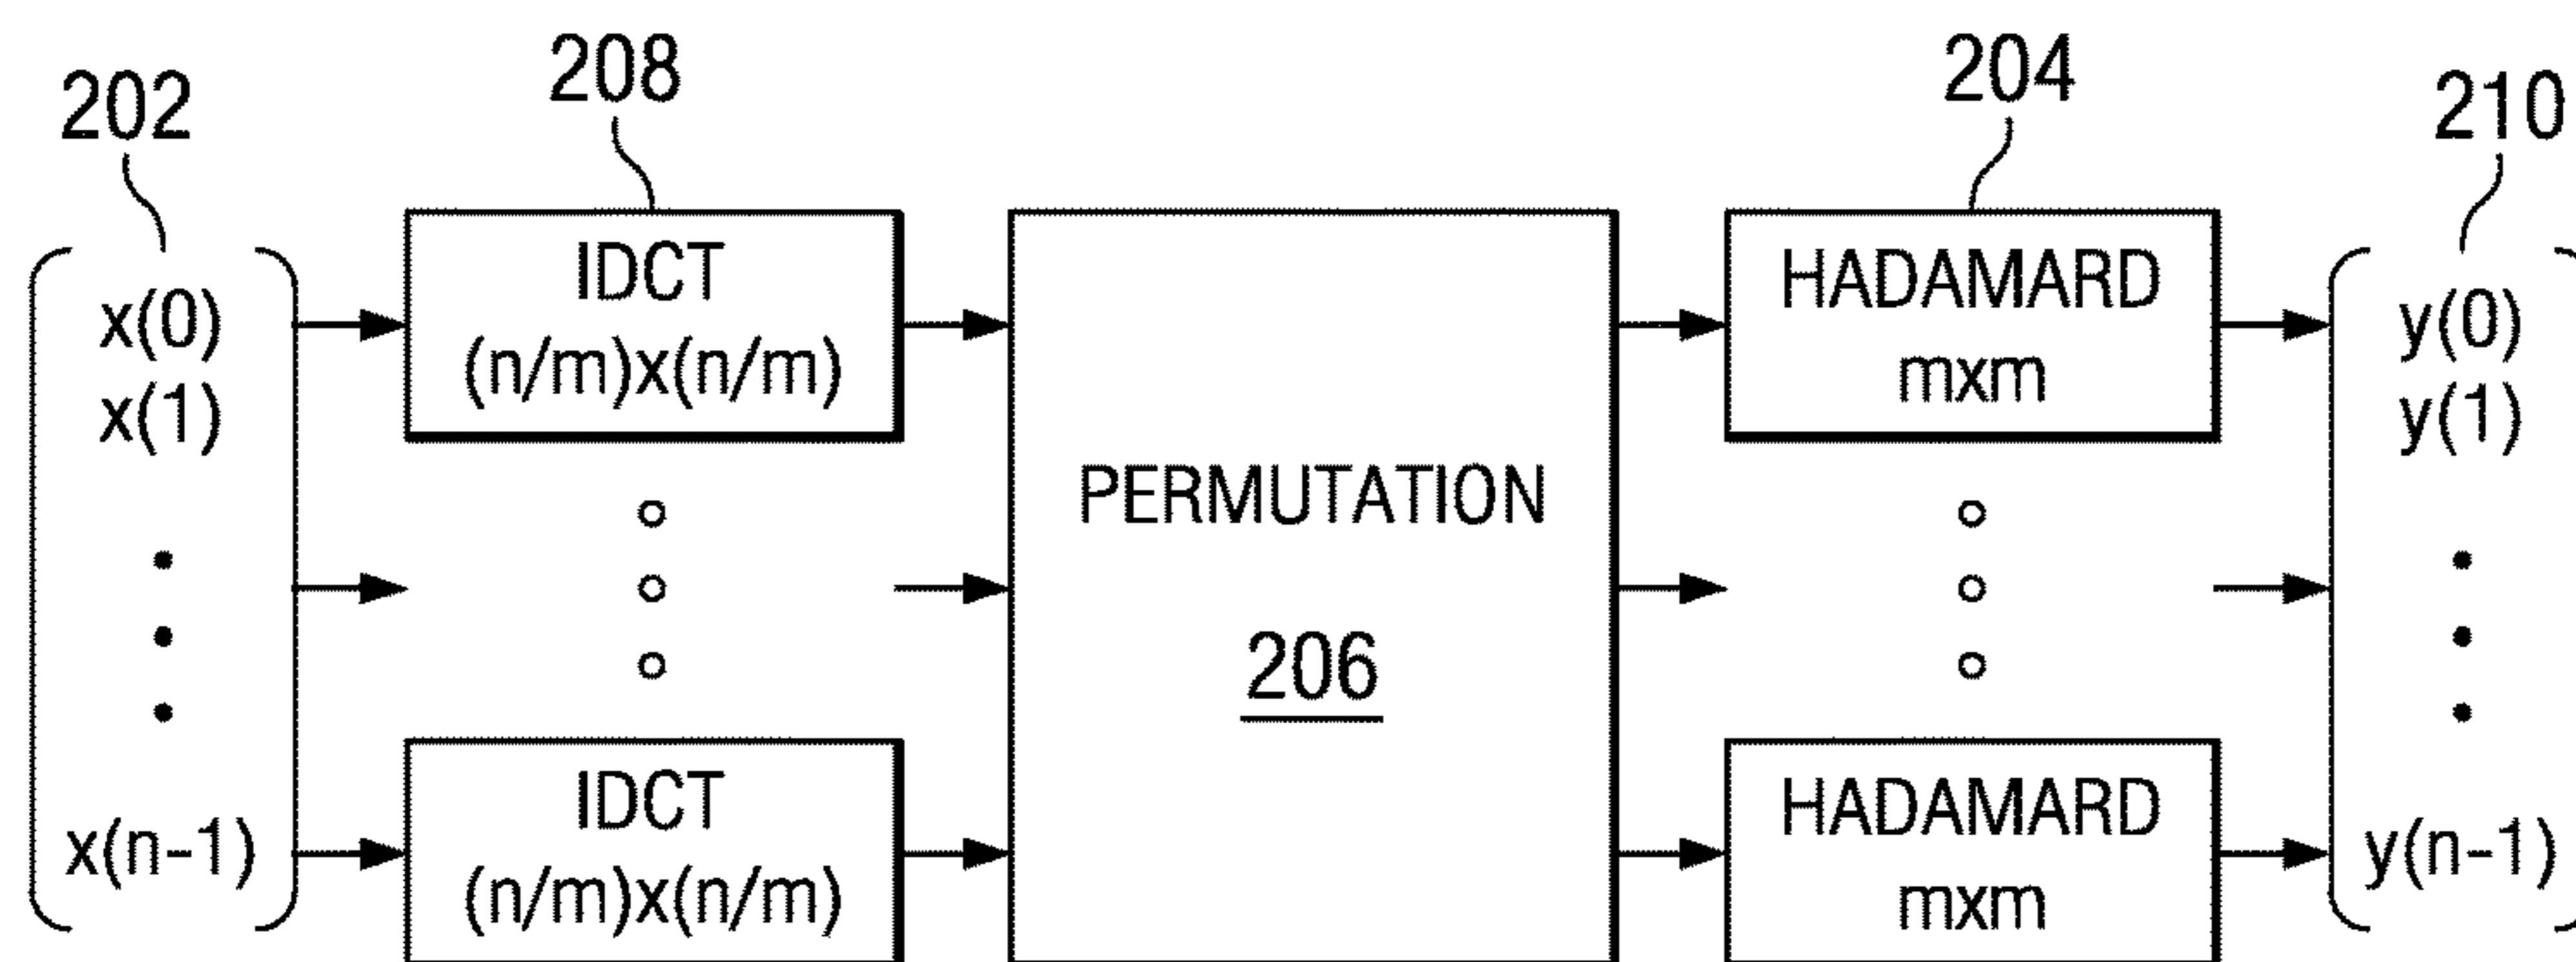 202
208
204
210
x(0)
x(1)
x(n-1)
IDCT
(n/m)x(n/m)
IDCT
(n/m)x(n/m)
PERMUTATION
206
HADAMARD
mxm
HADAMARD
mxm
y(0)
y(1)
y(n-1)